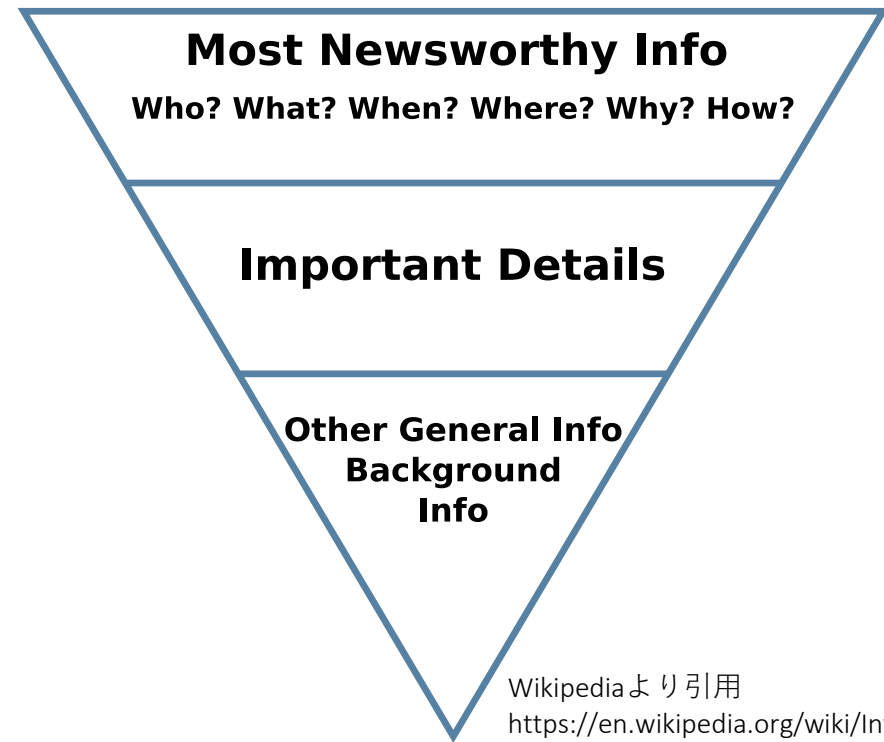 Most Newsworthy Info
Who? What? When? Where? Why? How?
Important Details
Other General Info
Background
Info
Wikipediaより引用
https://en.wikipedia.org/wiki/In